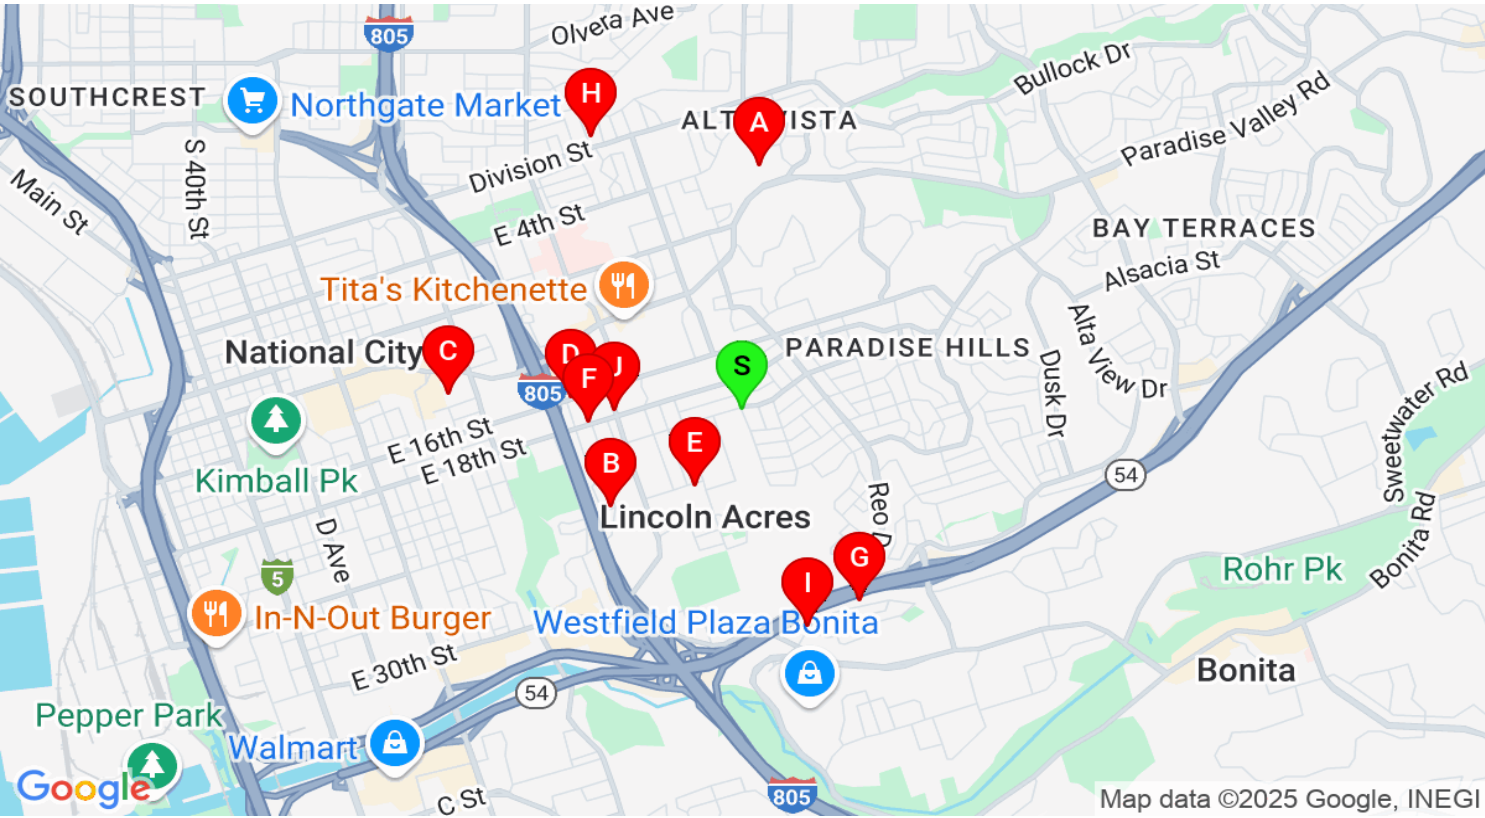 Olvera Ave
805
Bullock Dr
SOUTHCREST
Northgate Market
H
ALTA VISTA
A
Paradise Valley Rd
S 40th St
Division St
Main St
E 4th St
BAY TERRACES
Alsacia St
Tita's Kitchenette
National City
C
D
J
F
S
PARADISE HILLS
Alta View Dr
Dusk Dr
805
Sweetwater Rd
E 16th St
E 18th St
E
B
Kimball Pk
54
Lincoln Acres
Reo D
D Ave
Bonita Rd
5
I
G
Rohr Pk
In-N-Out Burger
Westfield Plaza Bonita
E 30th St
Bonita
54
Pepper Park
Walmart
Google
C St
805
Map data ©2025 Google, INEGI